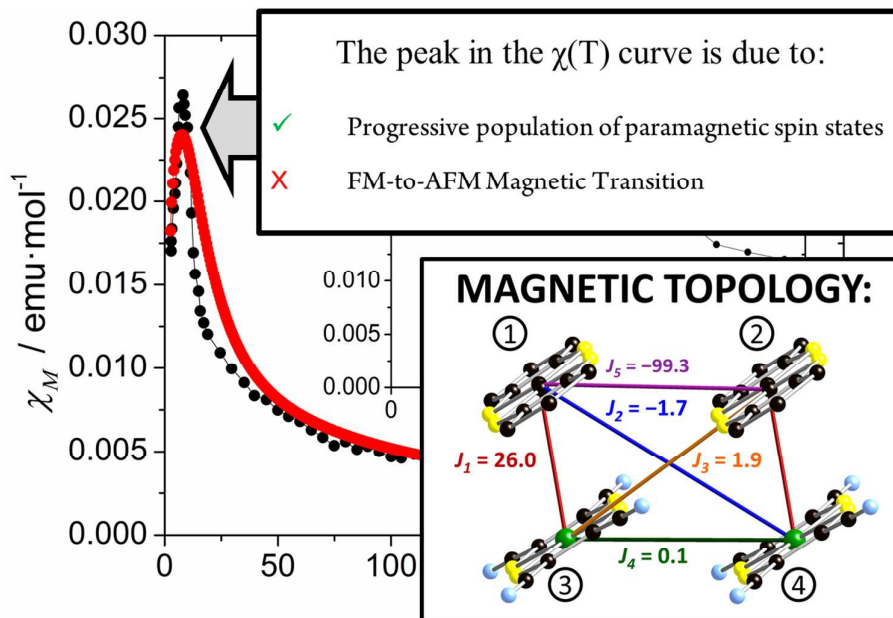 The peak in the χ(T) curve is due to:
✓ Progressive population of paramagnetic spin states
X FM-to-AFM Magnetic Transition
0.030
0.025
0.020
0.015
0.010
0.005
0.000
χM / emu·mol⁻¹
0 50 100
0.010
0.005
0.000
0
MAGNETIC TOPOLOGY:
① ②
J₅ = −99.3
J₂ = −1.7
J₁ = 26.0
J₃ = 1.9
J₄ = 0.1
③ ④